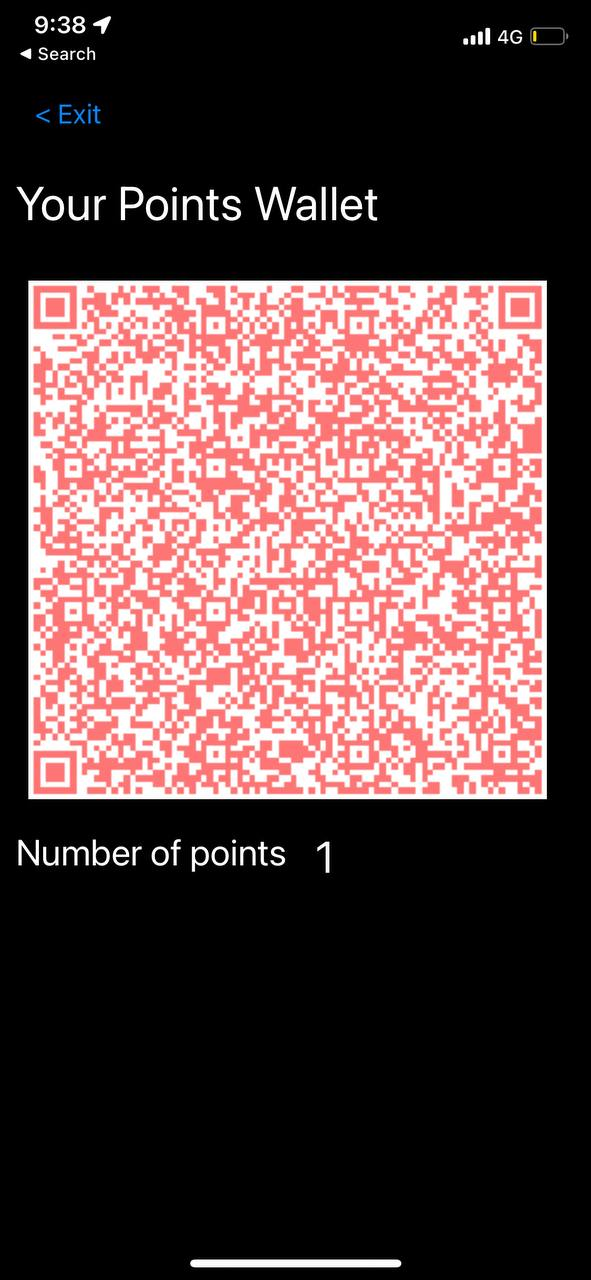 9:38
4G
◀ Search
< Exit
Your Points Wallet
Number of points 1